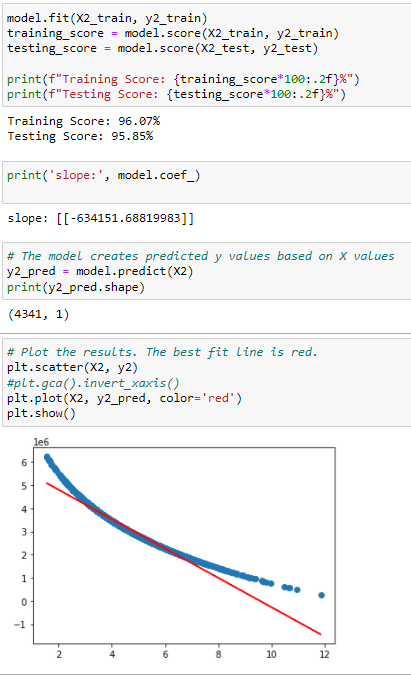 model.fit(X2_train, y2_train)
training_score = model.score(X2_train, y2_train)
testing_score = model.score(X2_test, y2_test)
print(f"Training Score: {training_score*100:.2f}%")
print(f"Testing Score: {testing_score*100:.2f}%")
Training Score: 96.07%
Testing Score: 95.85%
print('slope:', model.coef_)
slope: [[-634151.68819983]]
# The model creates predicted y values based on X values
y2_pred = model.predict(X2)
print(y2_pred.shape)
(4341, 1)
# Plot the results. The best fit line is red.
plt.scatter(X2, y2)
#plt.gca().invert_xaxis()
plt.plot(X2, y2_pred, color='red')
plt.show()
1e6
6
5
4
3
2
1
0
−1
2 4 6 8 10 12